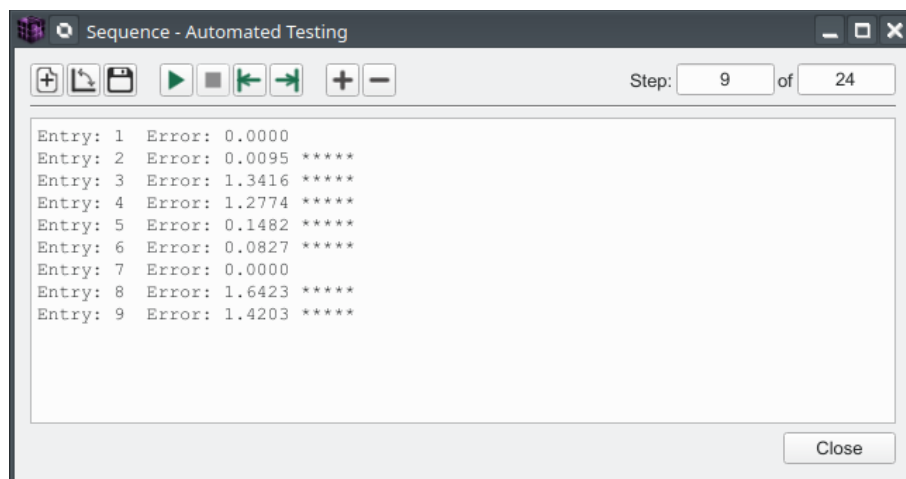 Sequence - Automated Testing
Step: 9 of 24
Entry: 1  Error: 0.0000
Entry: 2  Error: 0.0095 *****
Entry: 3  Error: 1.3416 *****
Entry: 4  Error: 1.2774 *****
Entry: 5  Error: 0.1482 *****
Entry: 6  Error: 0.0827 *****
Entry: 7  Error: 0.0000
Entry: 8  Error: 1.6423 *****
Entry: 9  Error: 1.4203 *****
Close